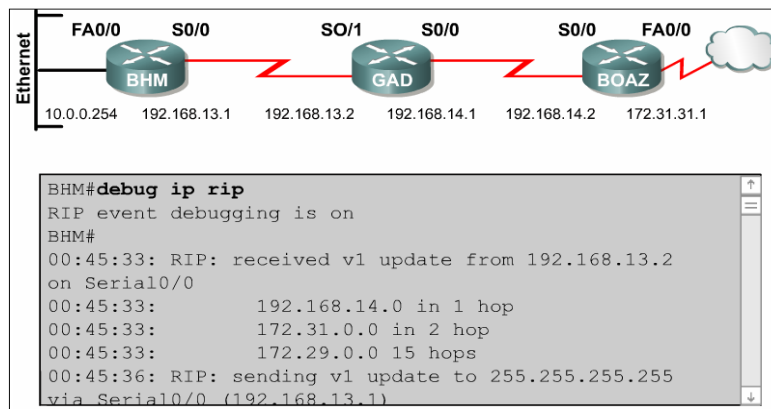 FA0/0 S0/0 SO/1 S0/0 S0/0 FA0/0
Ethernet
BHM GAD BOAZ
10.0.0.254 192.168.13.1 192.168.13.2 192.168.14.1 192.168.14.2 172.31.31.1
BHM#debug ip rip
RIP event debugging is on
BHM#
00:45:33: RIP: received v1 update from 192.168.13.2
on Serial0/0
00:45:33: 192.168.14.0 in 1 hop
00:45:33: 172.31.0.0 in 2 hop
00:45:33: 172.29.0.0 15 hops
00:45:36: RIP: sending v1 update to 255.255.255.255
via Serial0/0 (192.168.13.1)